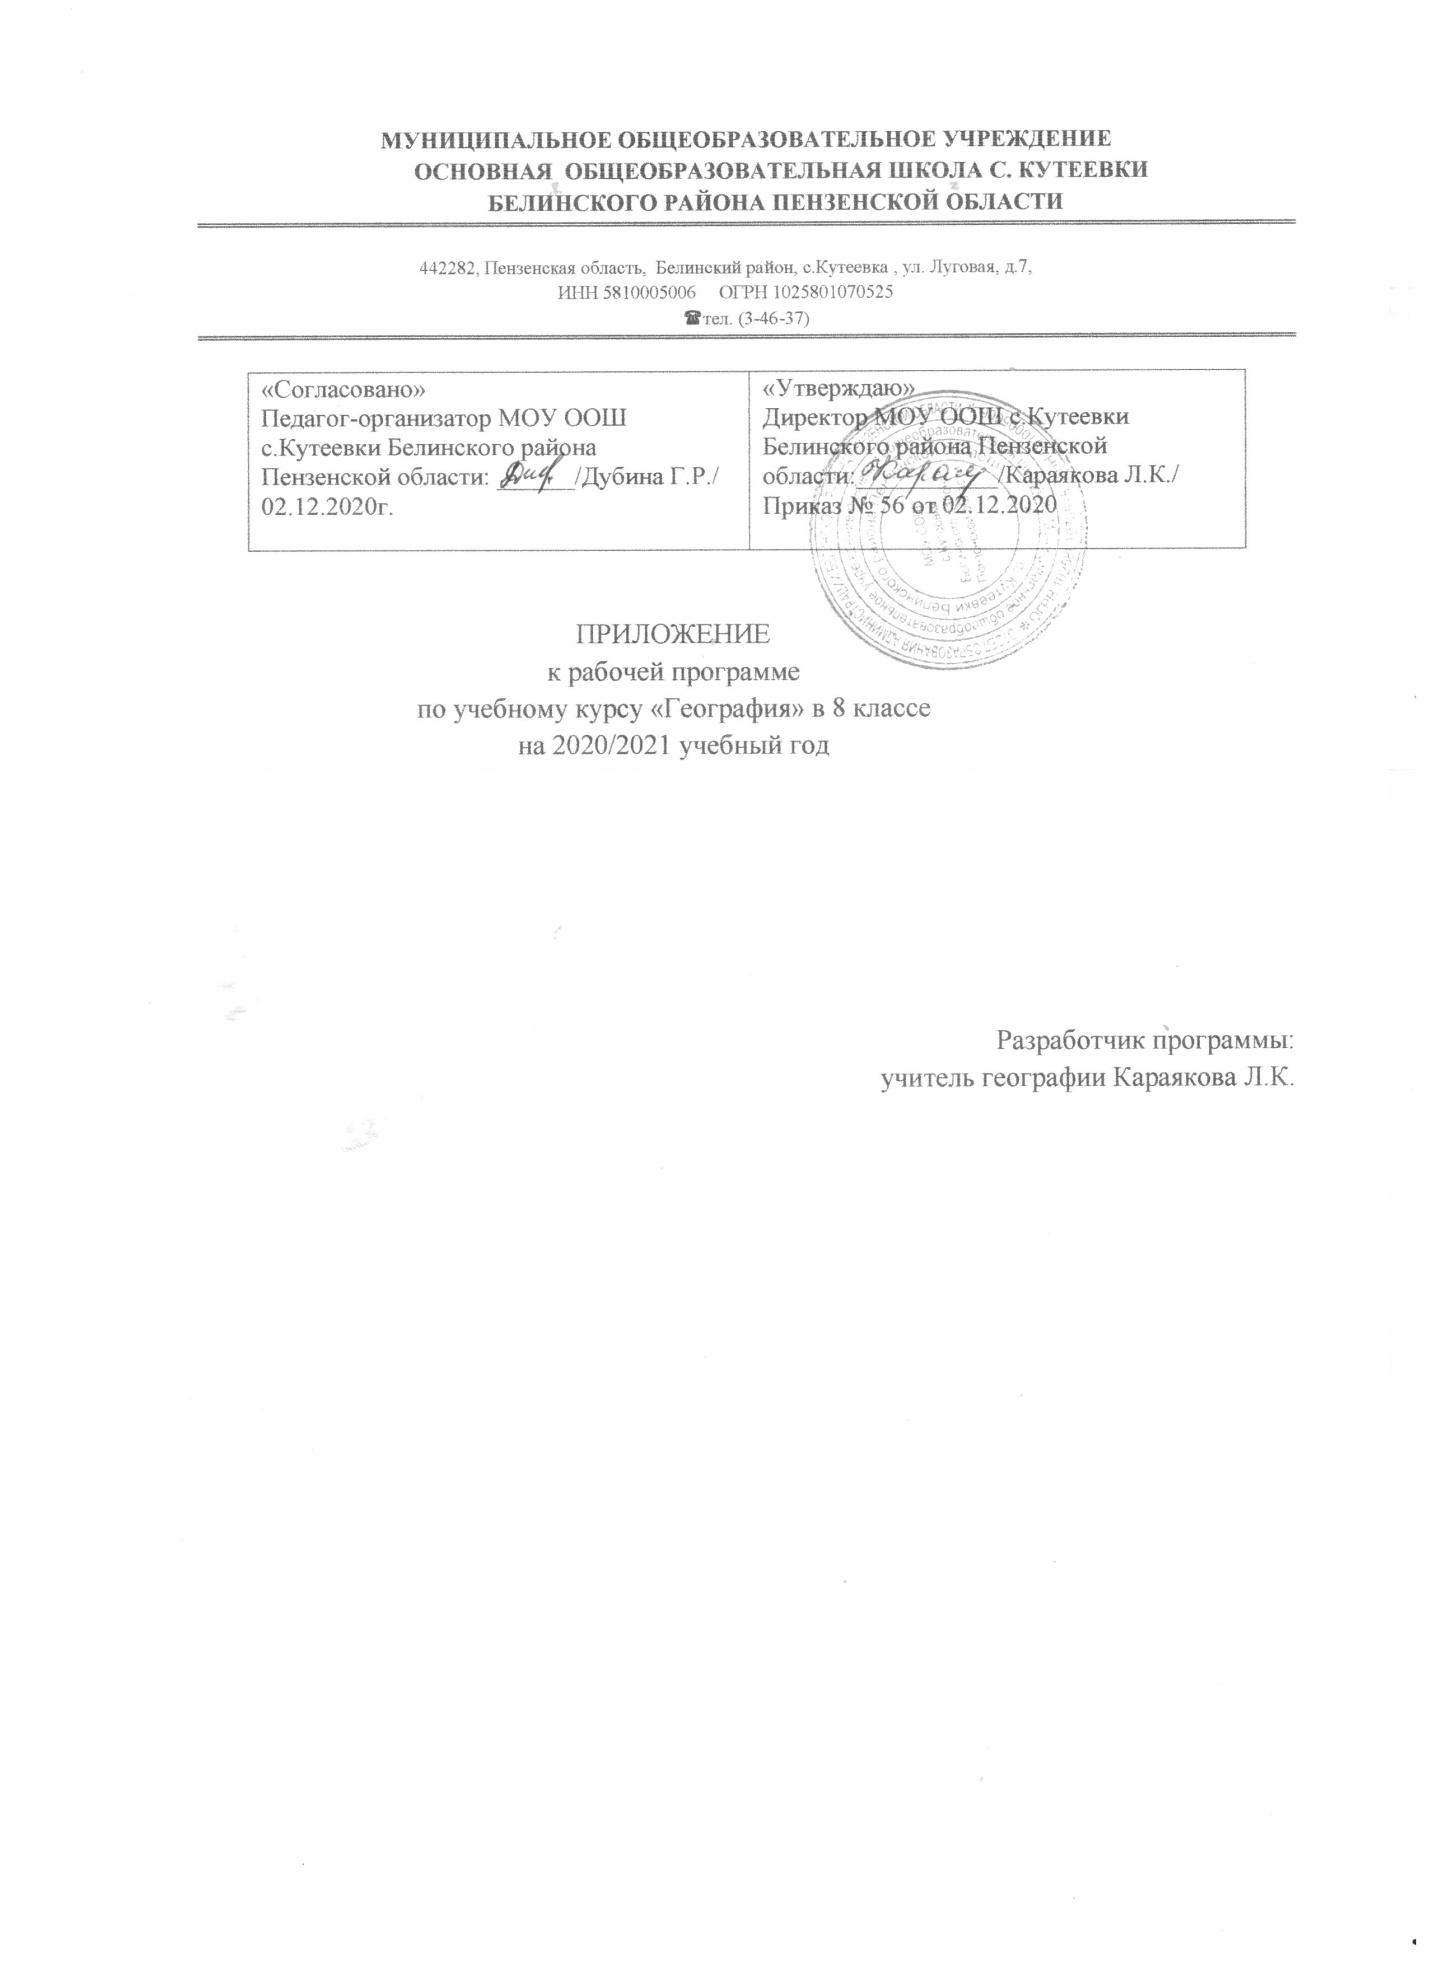 МУНИЦИПАЛЬНОЕ ОБЩЕОБРАЗОВАТЕЛЬНОЕ УЧРЕЖДЕНИЕ
ОСНОВНАЯ ОБЩЕОБРАЗОВАТЕЛЬНАЯ ШКОЛА С. КУТЕЕВКИ
БЕЛИНСКОГО РАЙОНА ПЕНЗЕНСКОЙ ОБЛАСТИ
442282, Пензенская область, Белинский район, с.Кутеевка , ул. Луговая, д.7,
ИНН 5810005006 ОГРН 1025801070525
☎тел. (3-46-37)
«Согласовано»
Педагог-организатор МОУ ООШ
с.Кутеевки Белинского района
Пензенской области: ______/Дубина Г.Р./
02.12.2020г.
«Утверждаю»
Директор МОУ ООШ с.Кутеевки
Белинского района Пензенской
области:__________/Караякова Л.К./
Приказ № 56 от 02.12.2020
ПРИЛОЖЕНИЕ
к рабочей программе
по учебному курсу «География» в 8 классе
на 2020/2021 учебный год
Разработчик программы:
учитель географии Караякова Л.К.